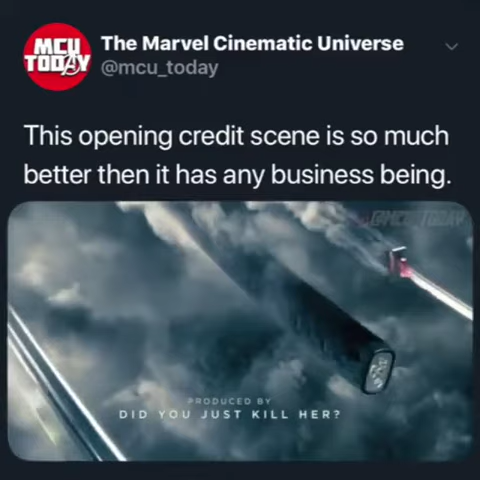 MCU
TODAY
The Marvel Cinematic Universe
@mcu_today
This opening credit scene is so much
better then it has any business being.
@MCU_TODAY
PRODUCED BY
DID YOU JUST KILL HER?